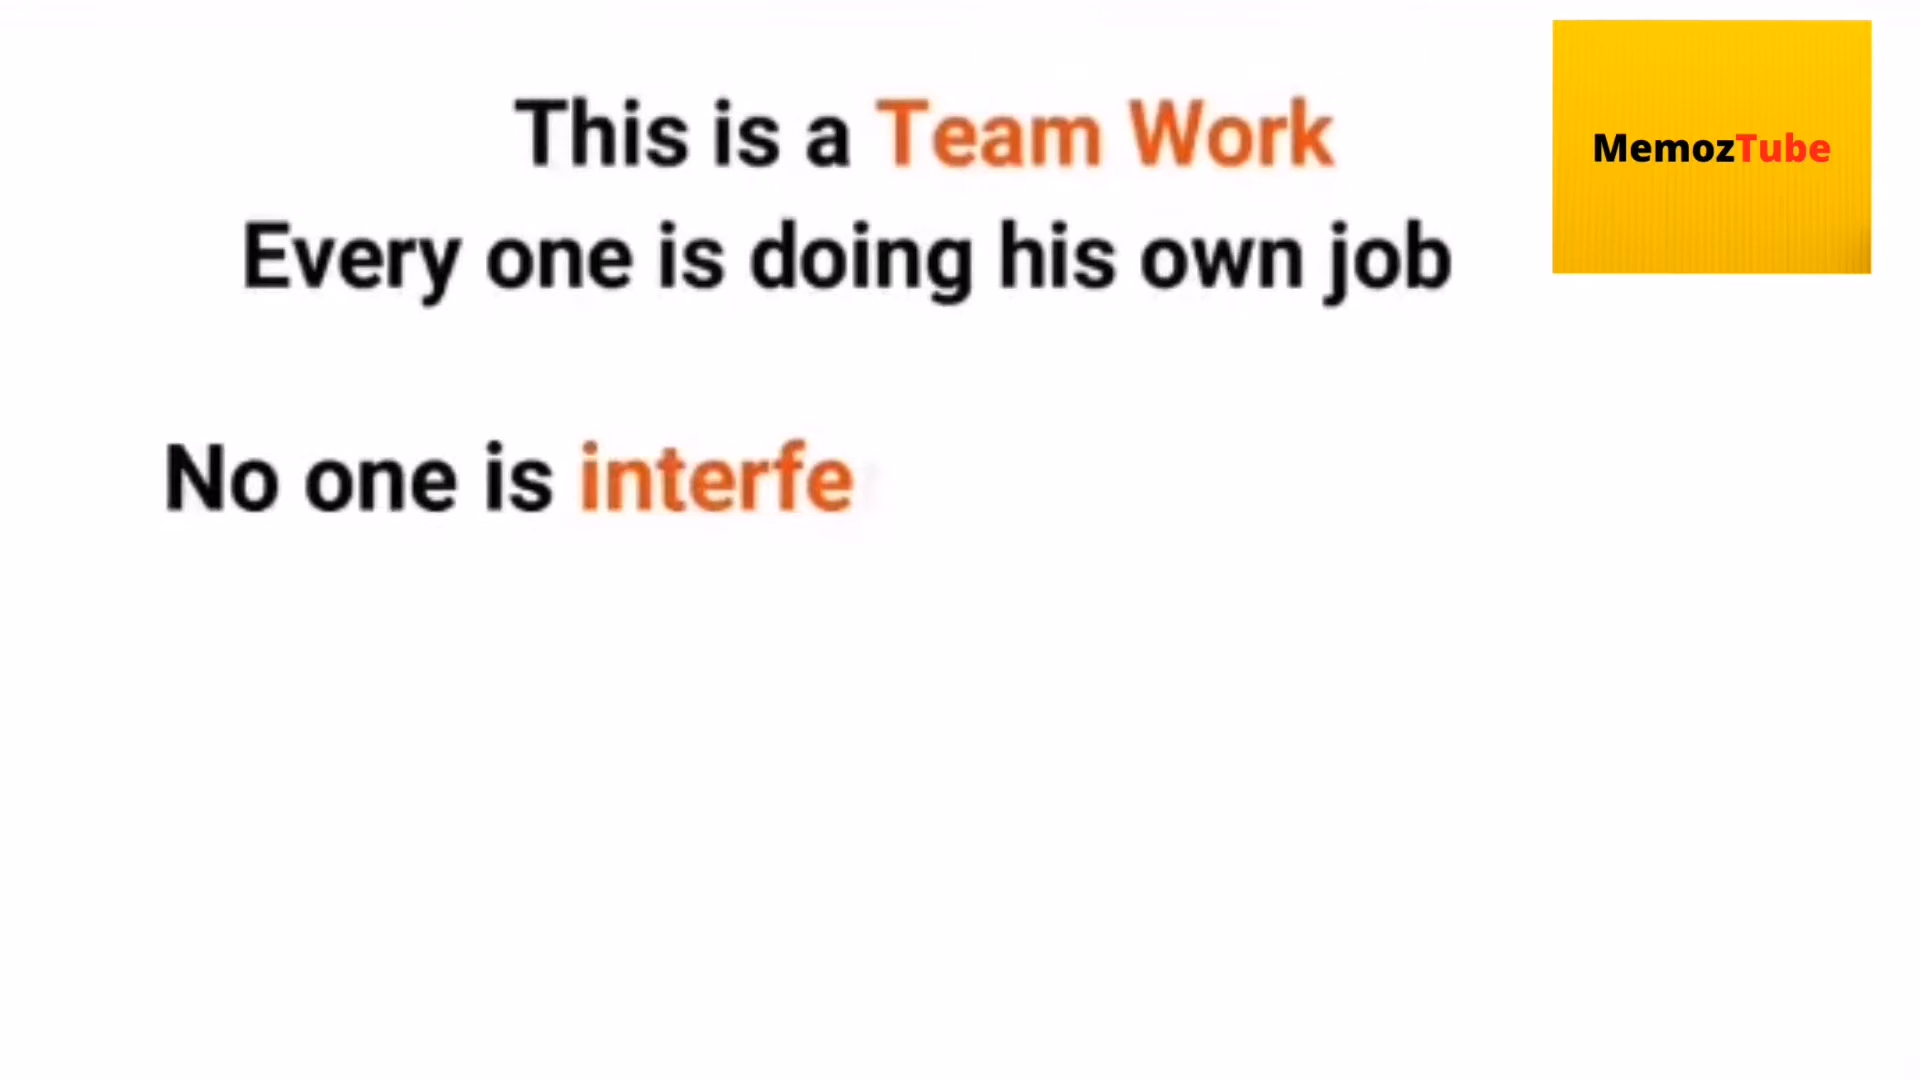 This is a Team Work
MemozTube
Every one is doing his own job
No one is interfe